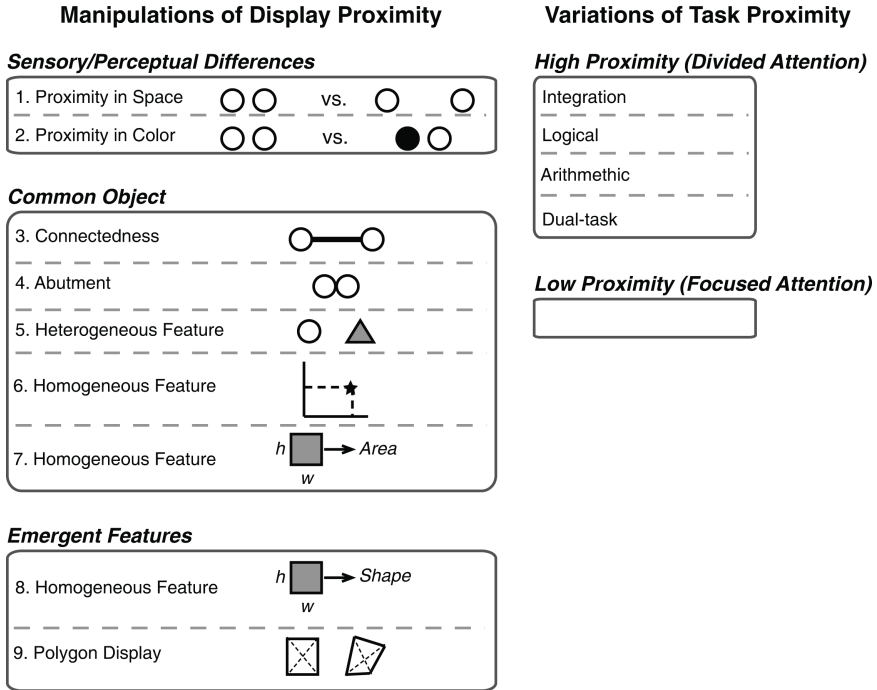 Manipulations of Display Proximity
Sensory/Perceptual Differences
1. Proximity in Space vs.
2. Proximity in Color vs.
Common Object
3. Connectedness
4. Abutment
5. Heterogeneous Feature
6. Homogeneous Feature
7. Homogeneous Feature h Area
w
Emergent Features
8. Homogeneous Feature h Shape
w
9. Polygon Display
Variations of Task Proximity
High Proximity (Divided Attention)
Integration
Logical
Arithmethic
Dual-task
Low Proximity (Focused Attention)